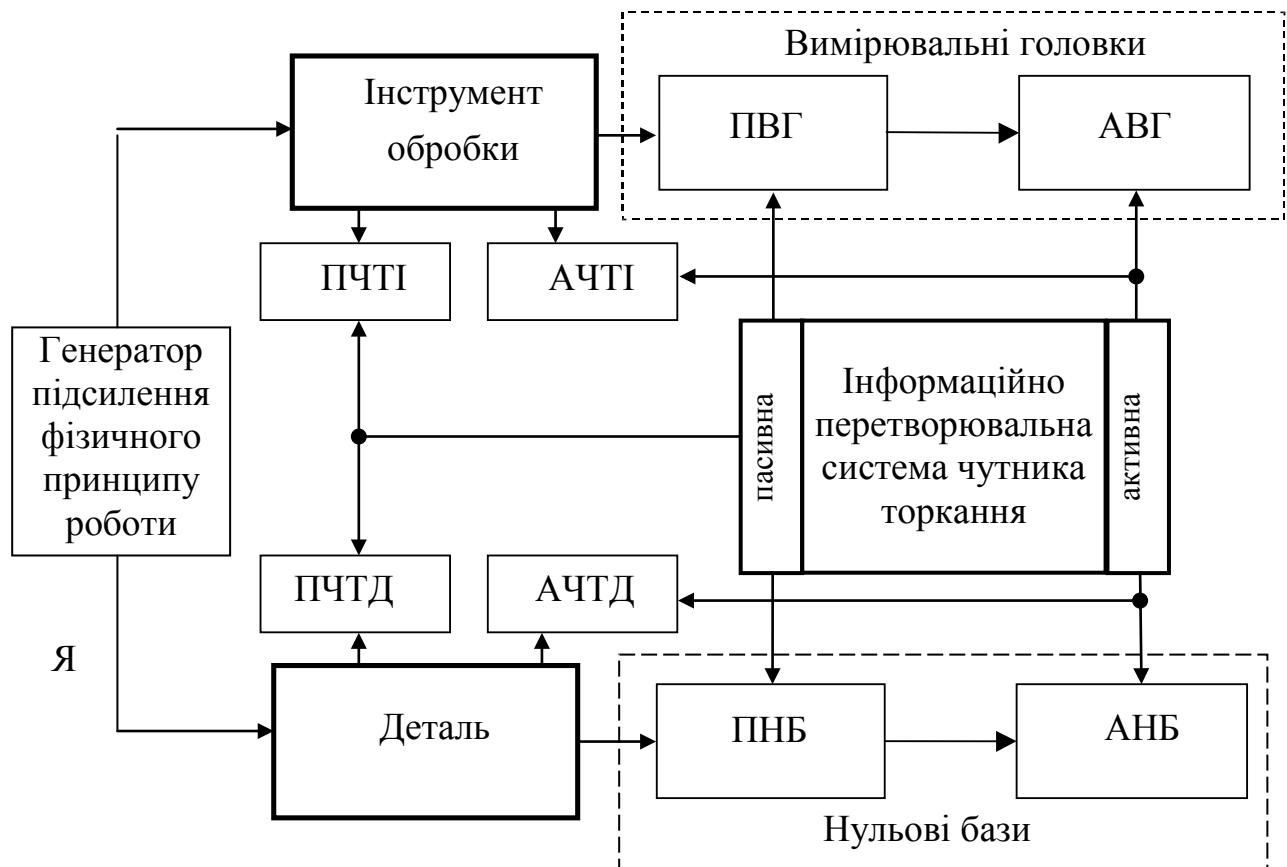 Вимірювальні головки
Інструмент
обробки
ПВГ
АВГ
ПЧТІ
АЧТІ
Генератор
підсилення
фізичного
принципу
роботи
пасивна
Інформаційно
перетворювальна
система чутника
торкання
активна
ПЧТД
АЧТД
Я
Деталь
ПНБ
АНБ
Нульові бази